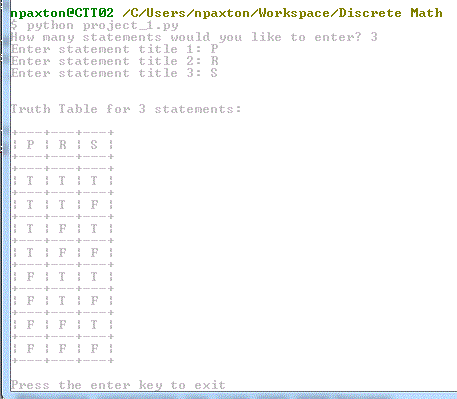 npaxton@CTT02 /C/Users/npaxton/Workspace/Discrete Math
$ python project_1.py
How many statements would you like to enter? 3
Enter statement title 1: P
Enter statement title 2: R
Enter statement title 3: S
Truth Table for 3 statements:
+---+---+---+
¦ P ¦ R ¦ S ¦
+---+---+---+
+---+---+---+
¦ T ¦ T ¦ T ¦
+---+---+---+
¦ T ¦ T ¦ F ¦
+---+---+---+
¦ T ¦ F ¦ T ¦
+---+---+---+
¦ T ¦ F ¦ F ¦
+---+---+---+
¦ F ¦ T ¦ T ¦
+---+---+---+
¦ F ¦ T ¦ F ¦
+---+---+---+
¦ F ¦ F ¦ T ¦
+---+---+---+
¦ F ¦ F ¦ F ¦
+---+---+---+
Press the enter key to exit